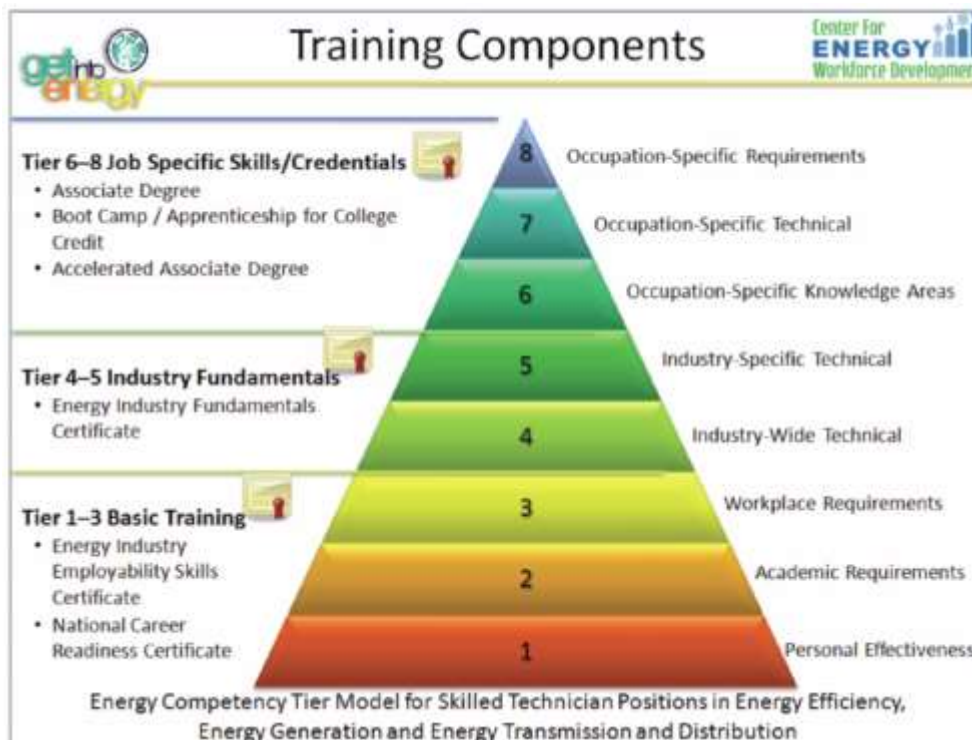 get into
energy
Training Components
Center For
ENERGY
Workforce Development
Tier 6–8 Job Specific Skills/Credentials
• Associate Degree
• Boot Camp / Apprenticeship for College
Credit
• Accelerated Associate Degree
Tier 4–5 Industry Fundamentals
• Energy Industry Fundamentals
Certificate
Tier 1–3 Basic Training
• Energy Industry
Employability Skills
Certificate
• National Career
Readiness Certificate
8 Occupation-Specific Requirements
7 Occupation-Specific Technical
6 Occupation-Specific Knowledge Areas
5 Industry-Specific Technical
4 Industry-Wide Technical
3 Workplace Requirements
2 Academic Requirements
1 Personal Effectiveness
Energy Competency Tier Model for Skilled Technician Positions in Energy Efficiency,
Energy Generation and Energy Transmission and Distribution